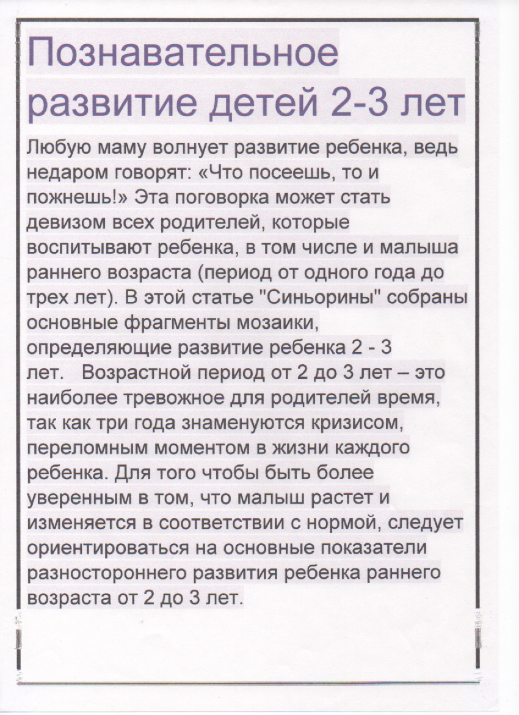 Познавательное
развитие детей 2-3 лет
Любую маму волнует развитие ребенка, ведь
недаром говорят: «Что посеешь, то и
пожнешь!» Эта поговорка может стать
девизом всех родителей, которые
воспитывают ребенка, в том числе и малыша
раннего возраста (период от одного года до
трех лет). В этой статье "Синьорины" собраны
основные фрагменты мозаики,
определяющие развитие ребенка 2 - 3
лет.   Возрастной период от 2 до 3 лет – это
наиболее тревожное для родителей время,
так как три года знаменуются кризисом,
переломным моментом в жизни каждого
ребенка. Для того чтобы быть более
уверенным в том, что малыш растет и
изменяется в соответствии с нормой, следует
ориентироваться на основные показатели
разностороннего развития ребенка раннего
возраста от 2 до 3 лет.